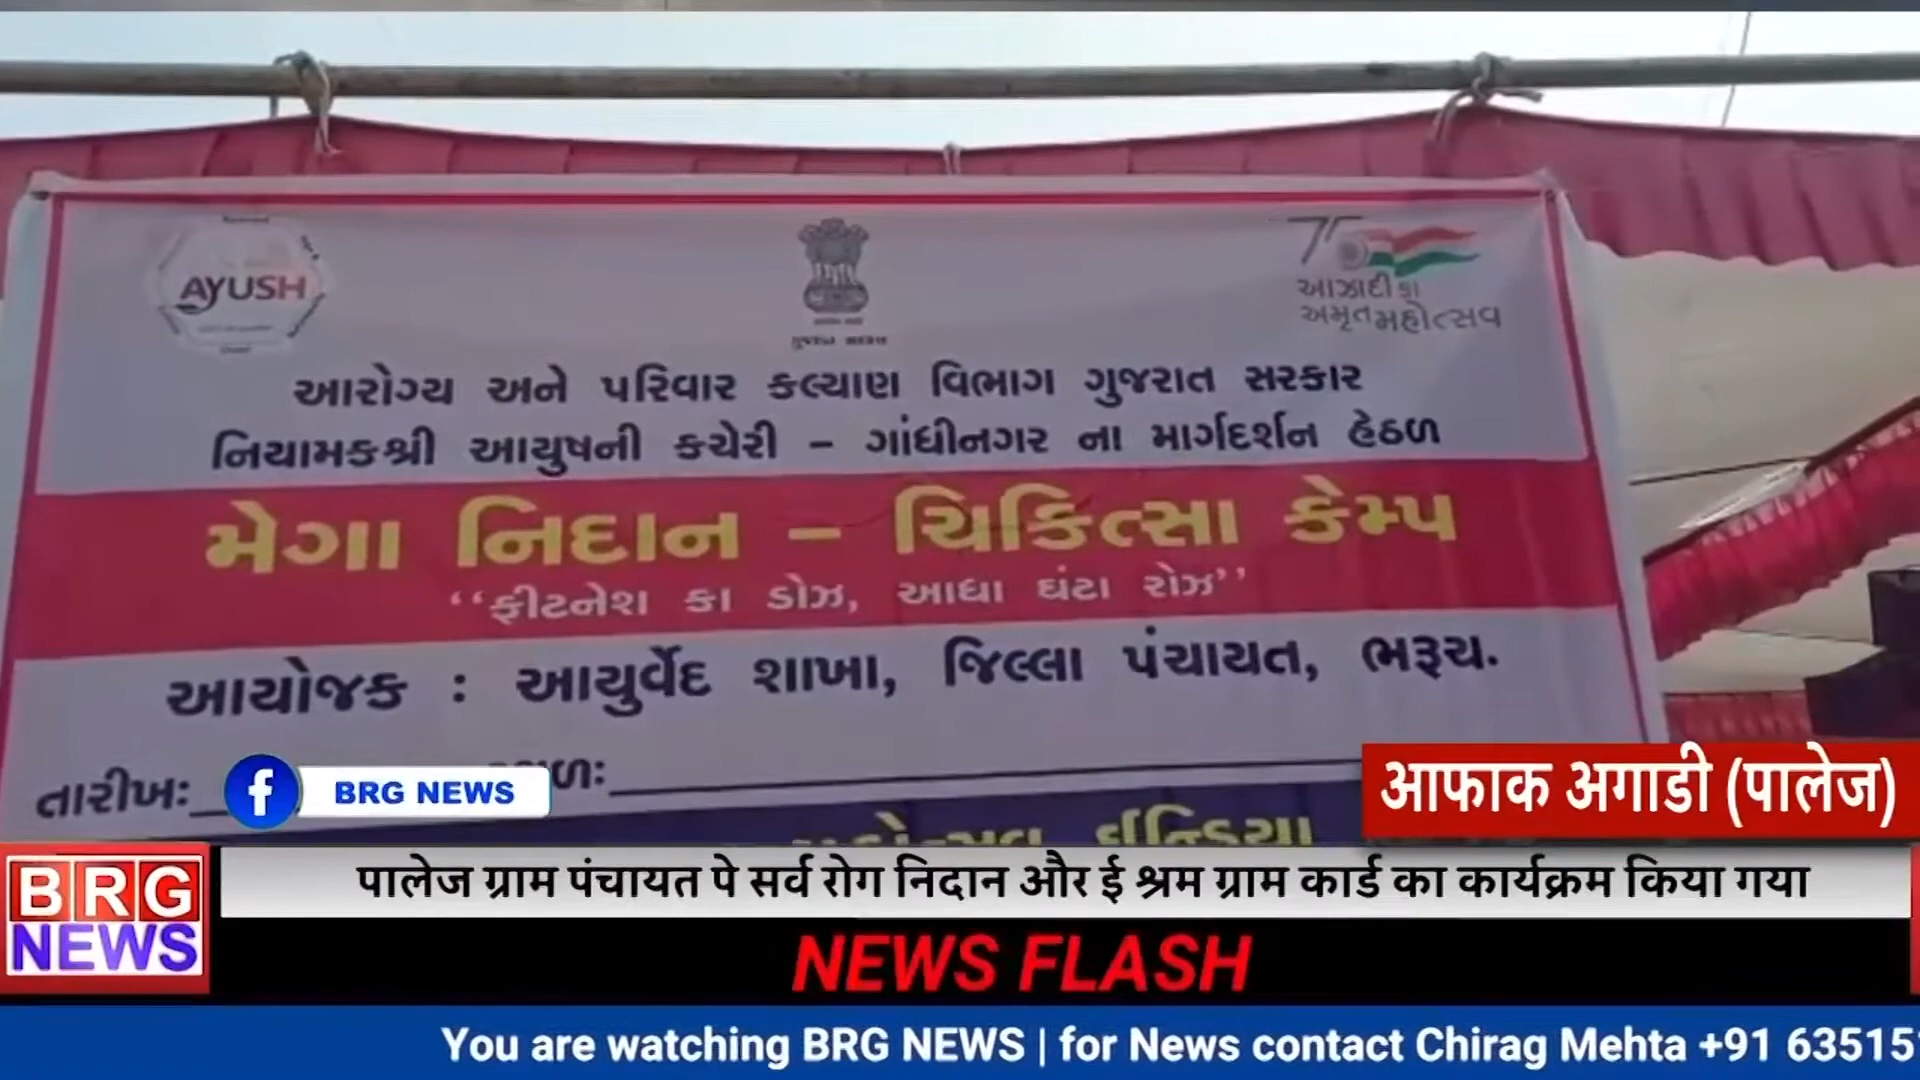 AYUSH
75
આઝાદી કા
અમૃત મહોત્સવ
આરોગ્ય અને પરિવાર કલ્યાણ વિભાગ ગુજરાત સરકાર
નિયામકશ્રી આયુષની કચેરી – ગાંધીનગર ના માર્ગદર્શન હેઠળ
મેગા નિદાન – ચિકિત્સા કેમ્પ
‘‘ફીટનેશ કા ડોઝ, આધા ઘંટા રોઝ’’
આયોજક : આયુર્વેદ શાખા, જિલ્લા પંચાયત, ભરૂચ.
તારીખ:
BRG NEWS
आफाक अगाडी (पालेज)
ઈન્ડિયા
BRG
NEWS
पालेज ग्राम पंचायत पे सर्व रोग निदान और ई श्रम ग्राम कार्ड का कार्यक्रम किया गया
NEWS FLASH
You are watching BRG NEWS | for News contact Chirag Mehta +91 63515